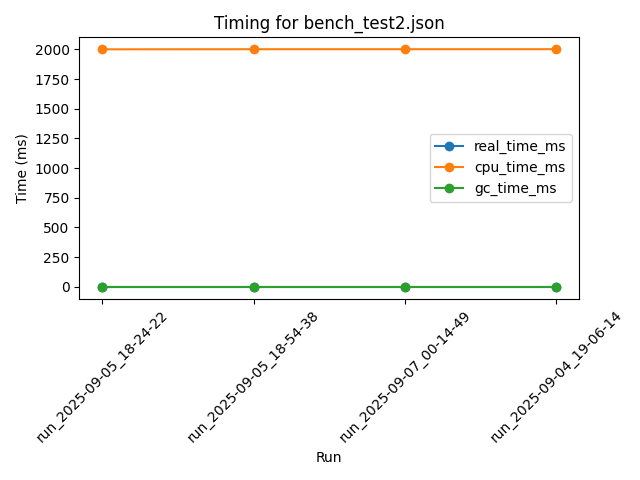 Timing for bench_test2.json
Time (ms)
2000
1750
1500
1250
1000
750
500
250
0
real_time_ms
cpu_time_ms
gc_time_ms
run_2025-09-05_18-24-22
run_2025-09-05_18-54-38
run_2025-09-07_00-14-49
run_2025-09-04_19-06-14
Run